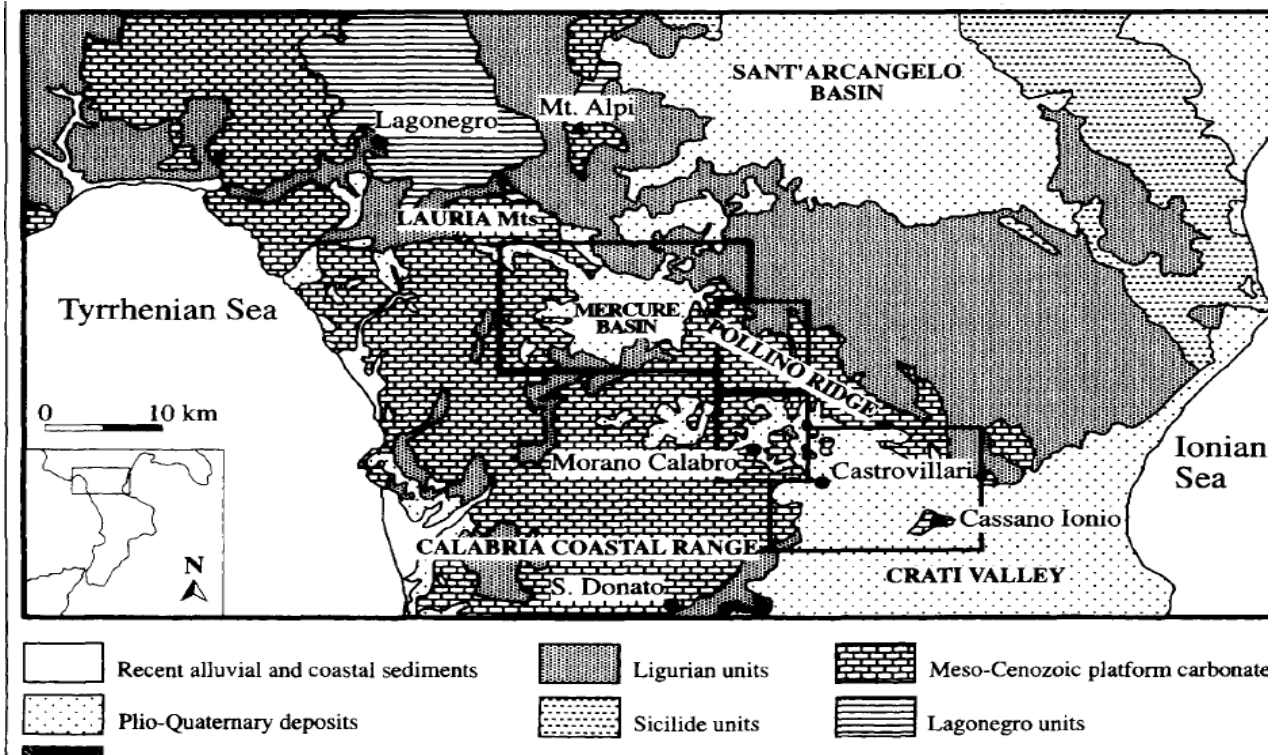 SANT'ARCANGELO
BASIN
Mt. Alpi
Lagonegro
LAURIA Mts
Tyrrhenian Sea
MERCURE
BASIN
POLLINO RIDGE
0 10 km
Morano Calabro
Castrovillari
Ionian
Sea
Cassano Ionio
N
CALABRIA COASTAL RANGE
CRATI VALLEY
S. Donato
Recent alluvial and coastal sediments
Ligurian units
Meso-Cenozoic platform carbonate
Plio-Quaternary deposits
Sicilide units
Lagonegro units